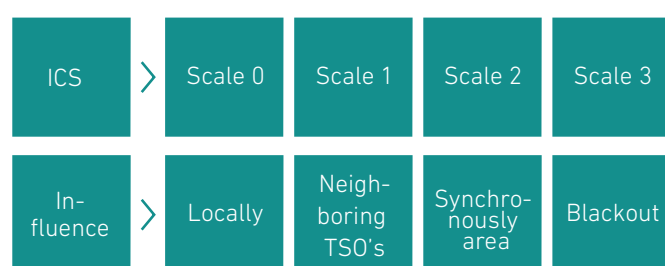 ICS
Scale 0
Scale 1
Scale 2
Scale 3
In-
fluence
Locally
Neigh-
boring
TSO's
Synchro-
nously
area
Blackout